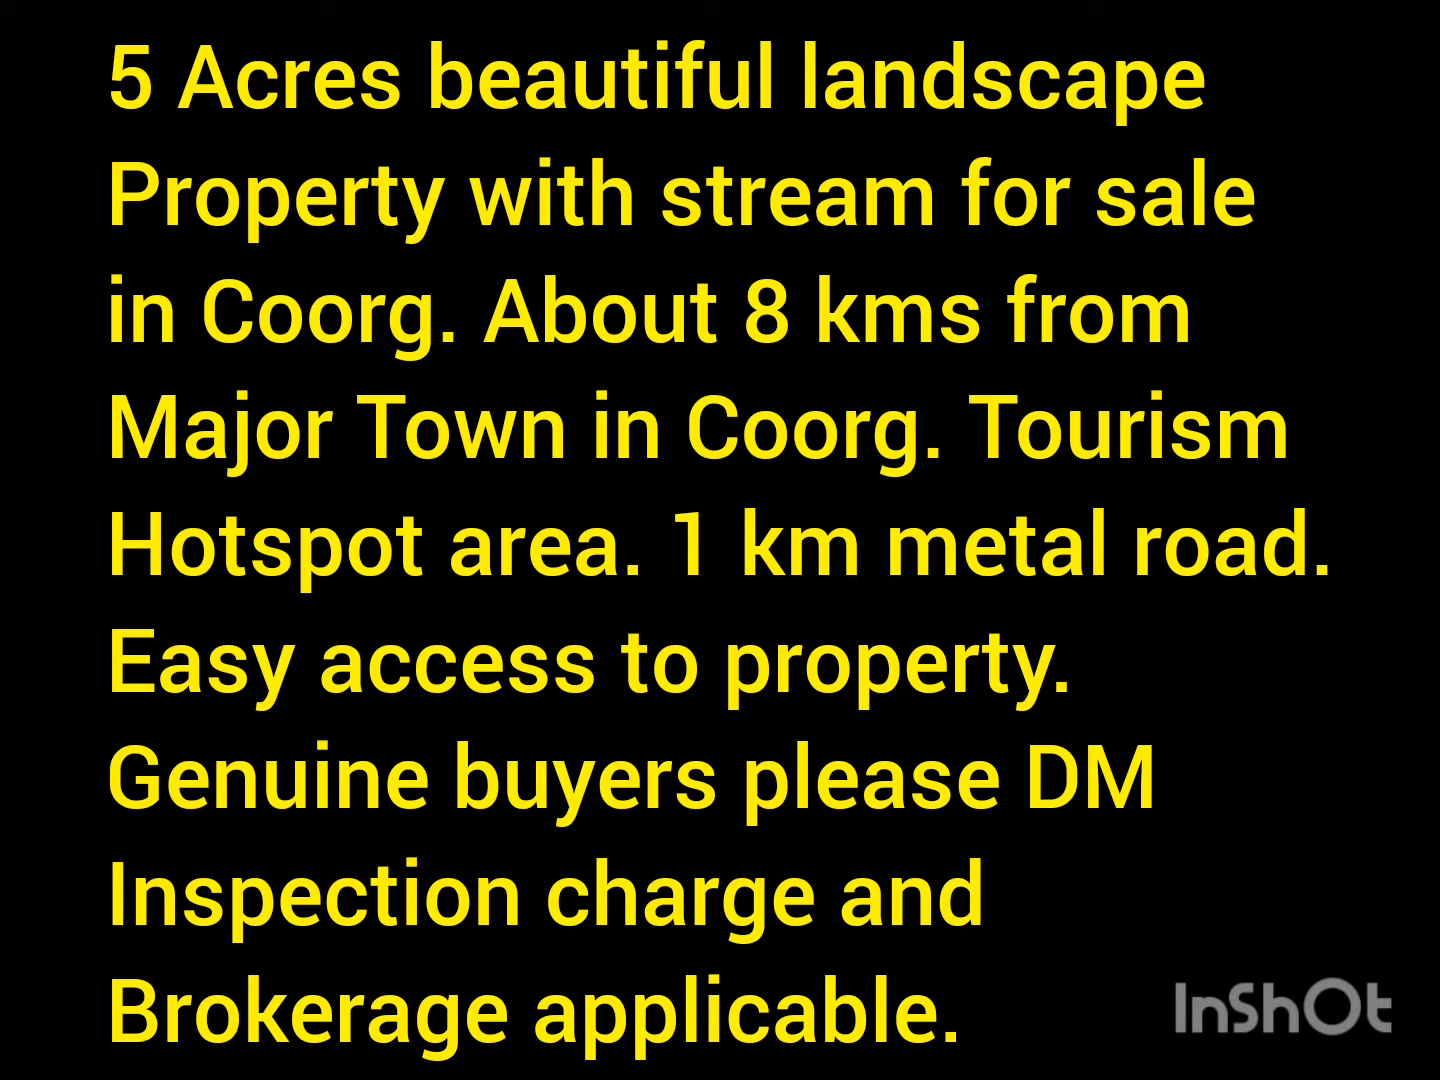 5 Acres beautiful landscape
Property with stream for sale
in Coorg. About 8 kms from
Major Town in Coorg. Tourism
Hotspot area. 1 km metal road.
Easy access to property.
Genuine buyers please DM
Inspection charge and
Brokerage applicable.
InShOt